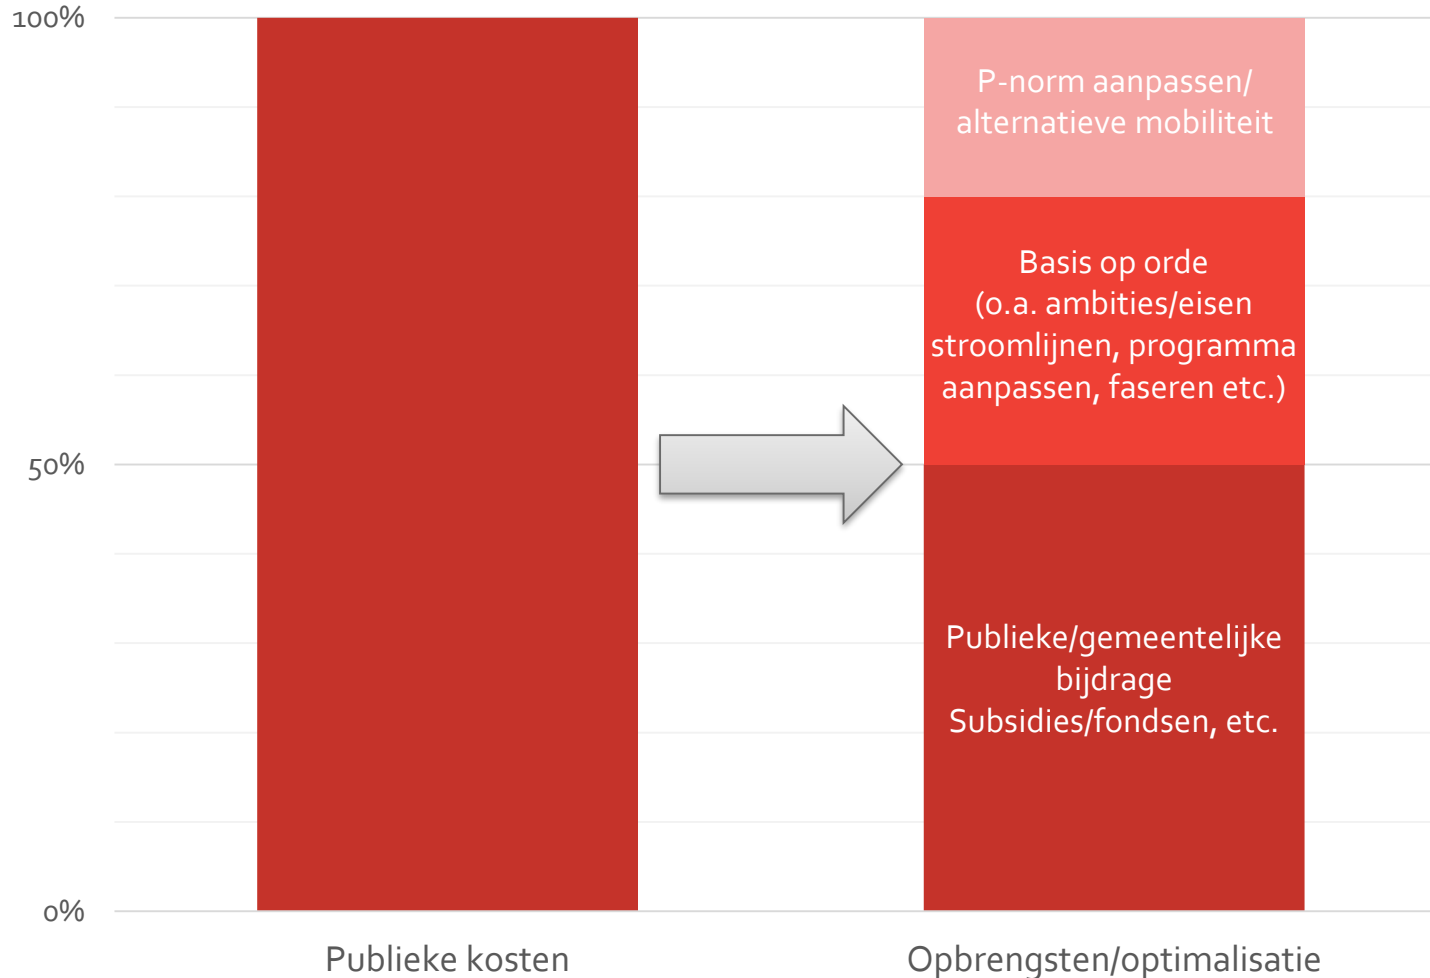 100%
P-norm aanpassen/
alternatieve mobiliteit
Basis op orde
(o.a. ambities/eisen
stroomlijnen, programma
aanpassen, faseren etc.)
50%
Publieke/gemeentelijke
bijdrage
Subsidies/fondsen, etc.
0%
Publieke kosten
Opbrengsten/optimalisatie